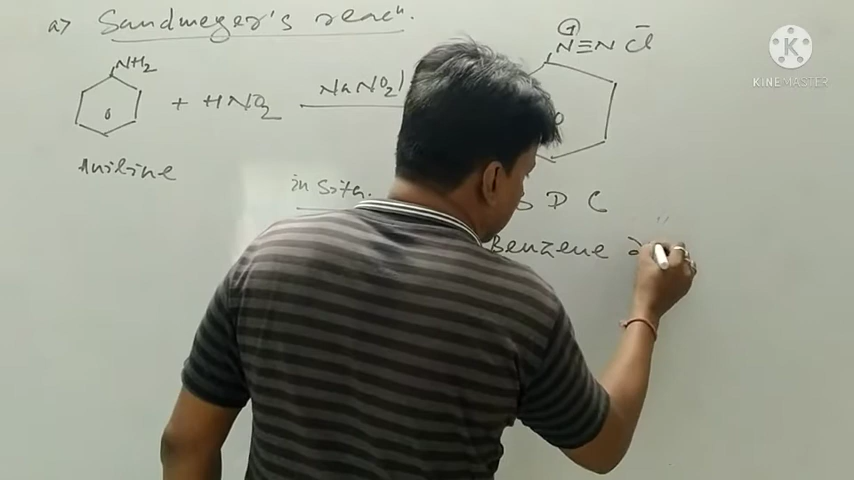 a) Sandmeyer's reacⁿ.
NH₂
+ HNO₂
NaNO₂)
⊕
N≡N Cl̄
Aniline
in Situ.
D C
Benzene
K
KINEMASTER